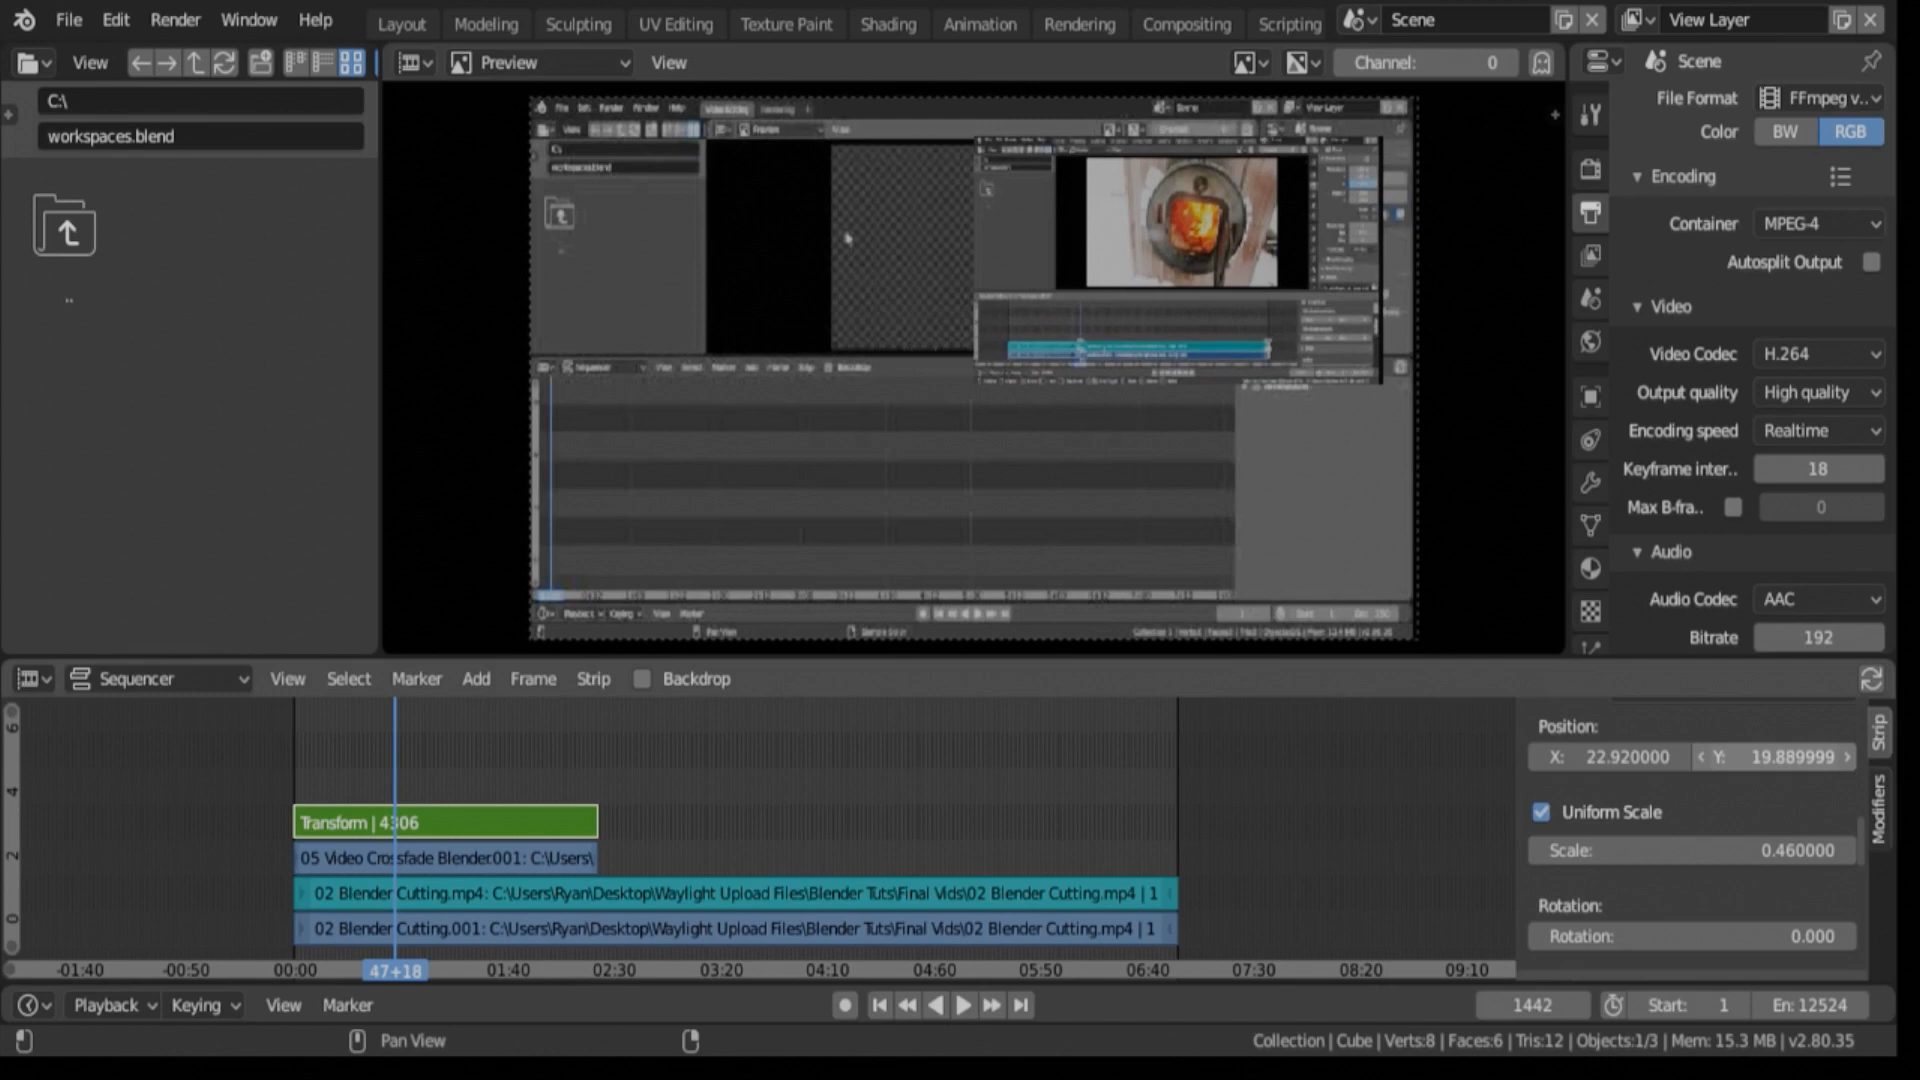 File Edit Render Window Help Layout Modeling Sculpting UV Editing Texture Paint Shading Animation Rendering Compositing Scripting Scene View Layer
View Preview View Channel: 0 Scene
C:\
workspaces.blend
..
File Format FFmpeg v..
Color BW RGB
Encoding
Container MPEG-4
Autosplit Output
Video
Video Codec H.264
Output quality High quality
Encoding speed Realtime
Keyframe inter.. 18
Max B-fra.. 0
Audio
Audio Codec AAC
Bitrate 192
Sequencer View Select Marker Add Frame Strip Backdrop
6
4
2
0
Transform | 4306
05 Video Crossfade Blender.001: C:\Users\
02 Blender Cutting.mp4: C:\Users\Ryan\Desktop\Waylight Upload Files\Blender Tuts\Final Vids\02 Blender Cutting.mp4 | 1
02 Blender Cutting.001: C:\Users\Ryan\Desktop\Waylight Upload Files\Blender Tuts\Final Vids\02 Blender Cutting.mp4 | 1
Position:
X: 22.920000 Y: 19.889999
Uniform Scale
Scale: 0.460000
Rotation:
Rotation: 0.000
Strip
Modifiers
-01:40 -00:50 00:00 47+18 01:40 02:30 03:20 04:10 04:60 05:50 06:40 07:30 08:20 09:10
Playback Keying View Marker 1442 Start: 1 En: 12524
Pan View Collection | Cube | Verts:8 | Faces:6 | Tris:12 | Objects:1/3 | Mem: 15.3 MB | v2.80.35